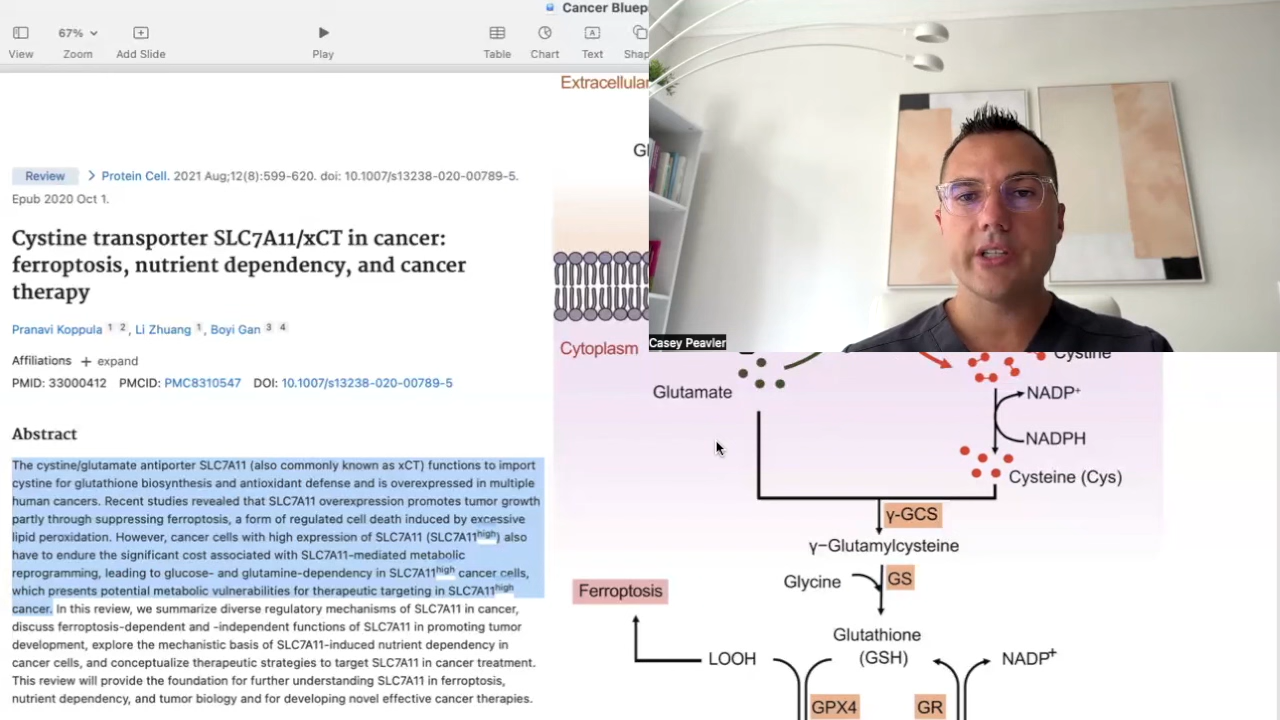 Cancer Bluep
67%
View
Zoom
Add Slide
Play
Table
Chart
Text
Shap
Review > Protein Cell. 2021 Aug;12(8):599-620. doi: 10.1007/s13238-020-00789-5.
Epub 2020 Oct 1.
Cystine transporter SLC7A11/xCT in cancer:
ferroptosis, nutrient dependency, and cancer
therapy
Pranavi Koppula 1 2, Li Zhuang 1, Boyi Gan 3 4
Affiliations + expand
PMID: 33000412 PMCID: PMC8310547 DOI: 10.1007/s13238-020-00789-5
Abstract
The cystine/glutamate antiporter SLC7A11 (also commonly known as xCT) functions to import
cystine for glutathione biosynthesis and antioxidant defense and is overexpressed in multiple
human cancers. Recent studies revealed that SLC7A11 overexpression promotes tumor growth
partly through suppressing ferroptosis, a form of regulated cell death induced by excessive
lipid peroxidation. However, cancer cells with high expression of SLC7A11 (SLC7A11high) also
have to endure the significant cost associated with SLC7A11-mediated metabolic
reprogramming, leading to glucose- and glutamine-dependency in SLC7A11high cancer cells,
which presents potential metabolic vulnerabilities for therapeutic targeting in SLC7A11high
cancer. In this review, we summarize diverse regulatory mechanisms of SLC7A11 in cancer,
discuss ferroptosis-dependent and -independent functions of SLC7A11 in promoting tumor
development, explore the mechanistic basis of SLC7A11-induced nutrient dependency in
cancer cells, and conceptualize therapeutic strategies to target SLC7A11 in cancer treatment.
This review will provide the foundation for further understanding SLC7A11 in ferroptosis,
nutrient dependency, and tumor biology and for developing novel effective cancer therapies.
Extracellular
Gl
Casey Peavler
Cytoplasm
Cystine
Glutamate
NADP+
NADPH
Cysteine (Cys)
γ-GCS
γ−Glutamylcysteine
Glycine
GS
Ferroptosis
Glutathione
(GSH)
LOOH
NADP+
GPX4
GR